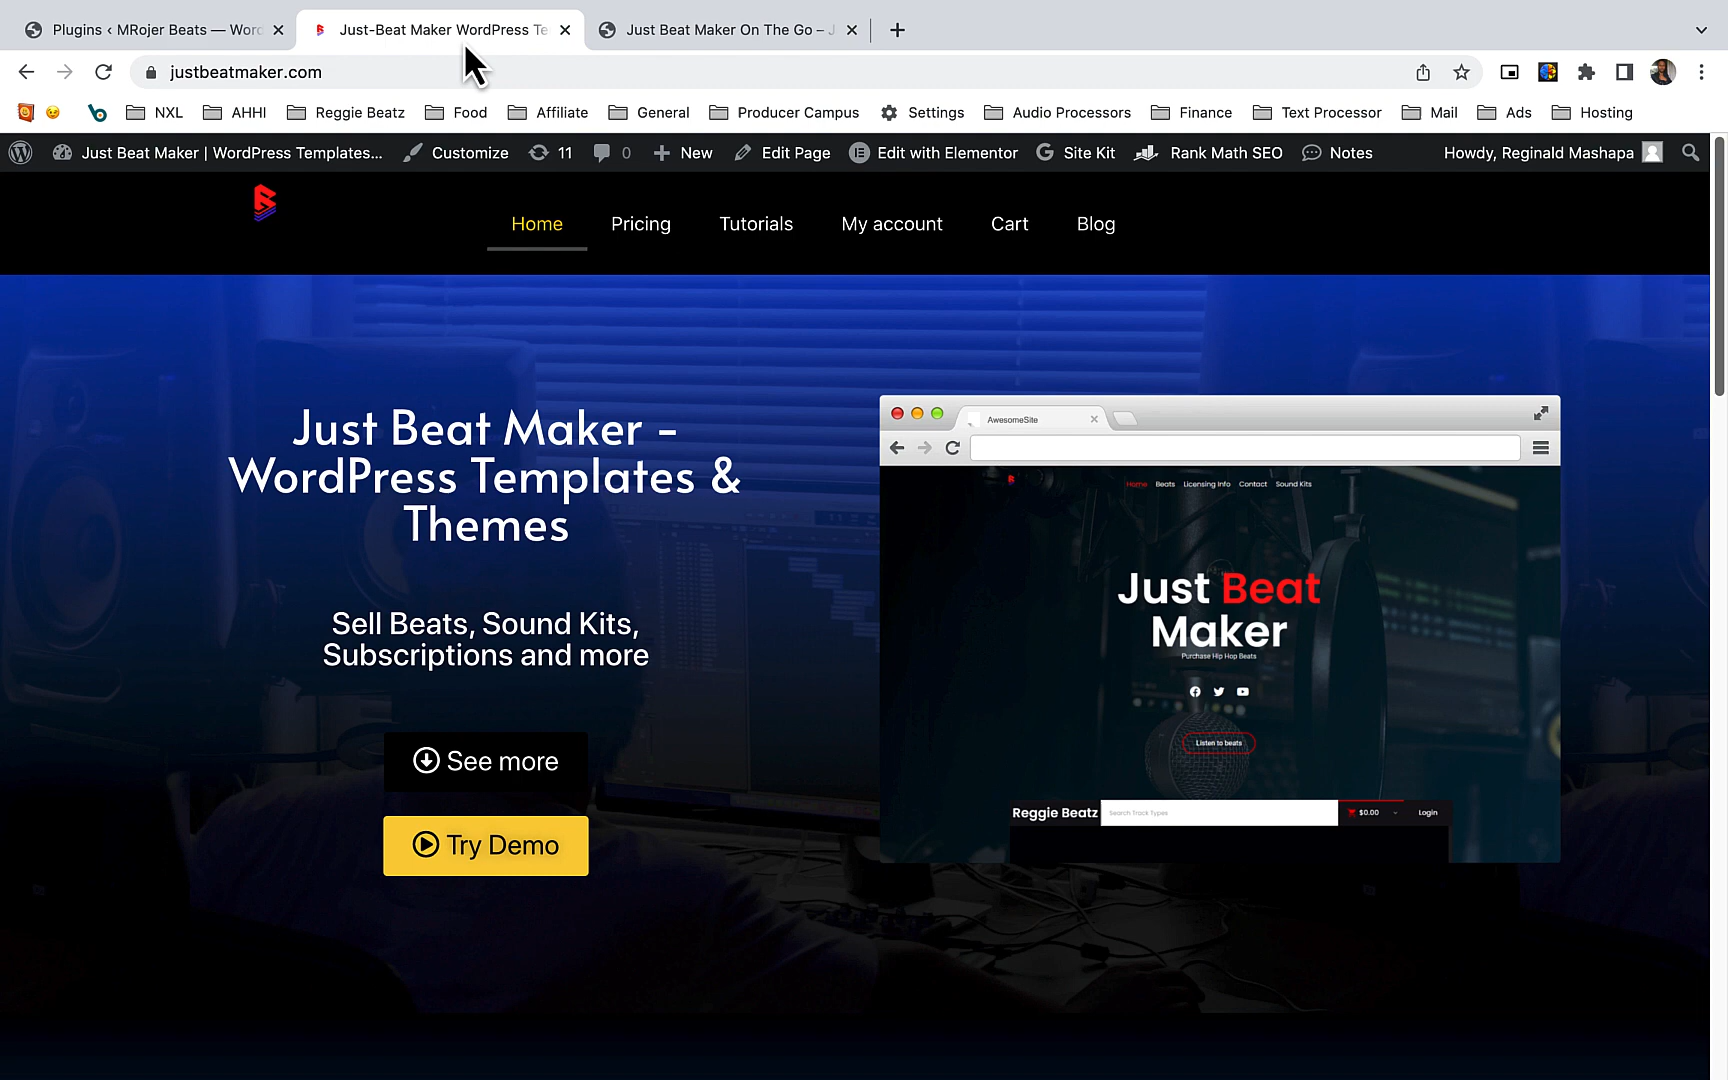 Plugins ‹ MRojer Beats — Worc
Just-Beat Maker WordPress Te
Just Beat Maker On The Go – J
justbeatmaker.com
NXL
AHHI
Reggie Beatz
Food
Affiliate
General
Producer Campus
Settings
Audio Processors
Finance
Text Processor
Mail
Ads
Hosting
Just Beat Maker | WordPress Templates...
Customize
11
0
New
Edit Page
Edit with Elementor
Site Kit
Rank Math SEO
Notes
Howdy, Reginald Mashapa
Home
Pricing
Tutorials
My account
Cart
Blog
Just Beat Maker -
WordPress Templates &
Themes
Sell Beats, Sound Kits,
Subscriptions and more
See more
Try Demo
AwesomeSite
Home
Beats
Licensing Info
Contact
Sound Kits
Just Beat
Maker
Purchase Hip Hop Beats
Listen to beats
Reggie Beatz
Search Track Types
$0.00
Login